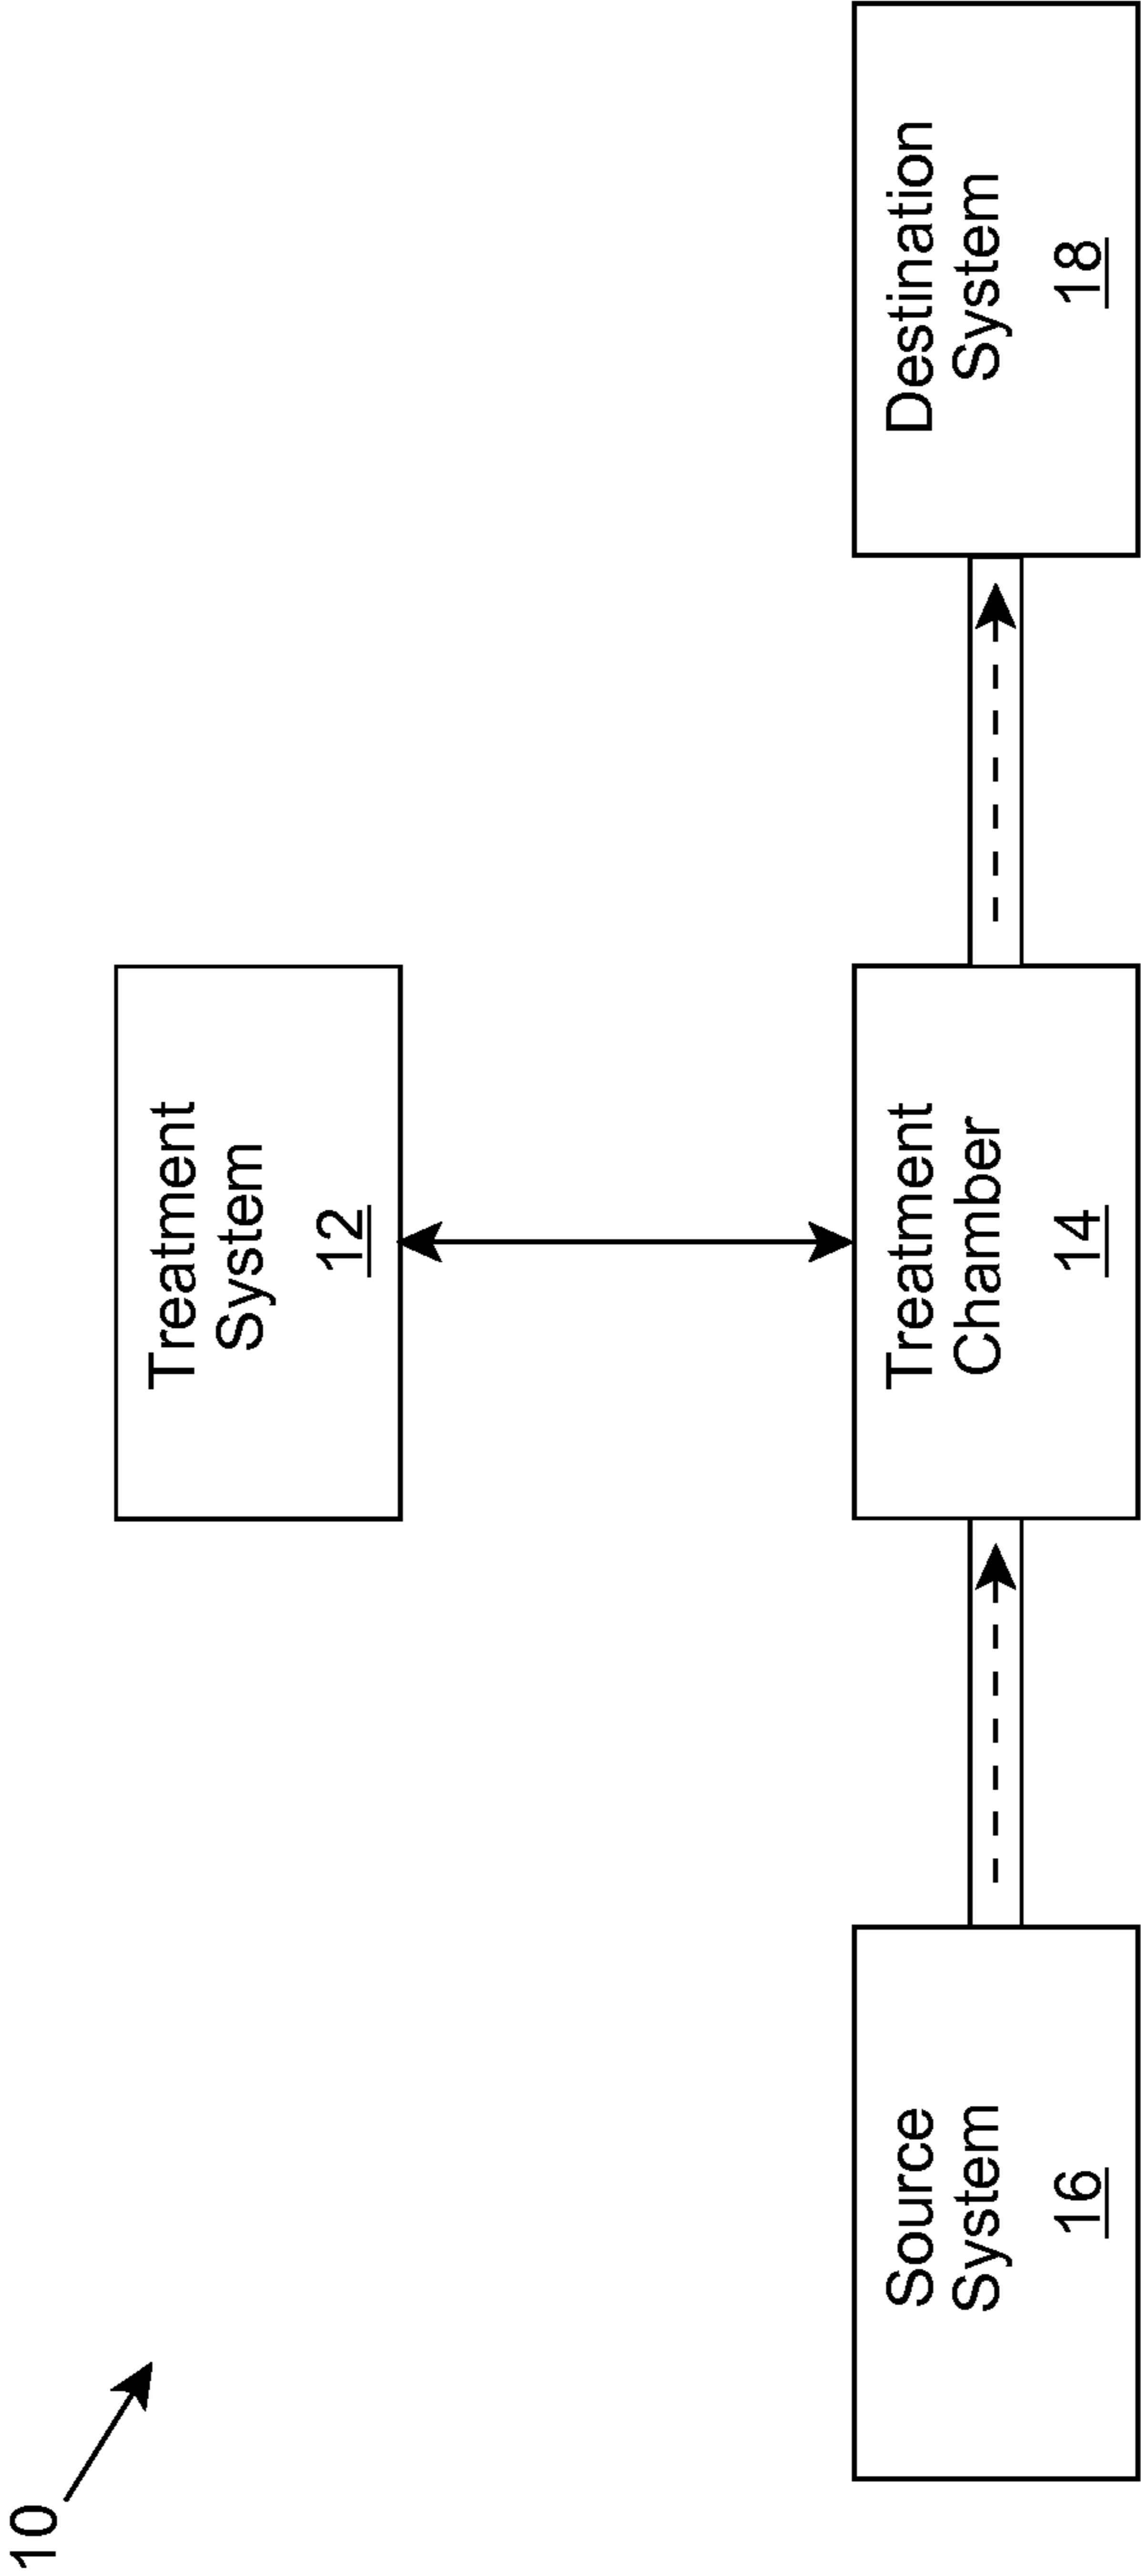 10
Treatment
System
12
Source
System
16
Treatment
Chamber
14
Destination
System
18